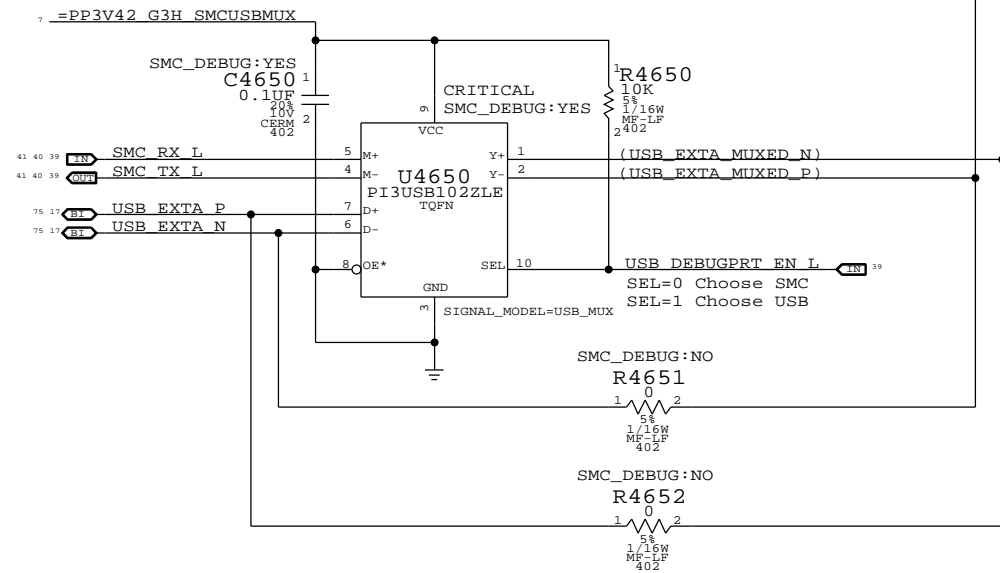 7 =PP3V42_G3H_SMCUSBMUX
SMC_DEBUG:YES
C4650 1
0.1UF
20%
10V
CERM 2
402
CRITICAL
SMC_DEBUG:YES
1 R4650
10K
5%
1/16W
MF-LF
2 402
9
VCC
41 40 39 IN SMC_RX_L 5 M+
41 40 39 OUT SMC_TX_L 4 M-
75 17 BI USB_EXTA_P 7 D+
75 17 BI USB_EXTA_N 6 D-
U4650
PI3USB102ZLE
TQFN
Y+ 1 (USB_EXTA_MUXED_N)
Y- 2 (USB_EXTA_MUXED_P)
8 OE*
SEL 10 USB_DEBUGPRT_EN_L IN 39
SEL=0 Choose SMC
SEL=1 Choose USB
GND
3
SIGNAL_MODEL=USB_MUX
SMC_DEBUG:NO
R4651
0
1 2
5%
1/16W
MF-LF
402
SMC_DEBUG:NO
R4652
0
1 2
5%
1/16W
MF-LF
402